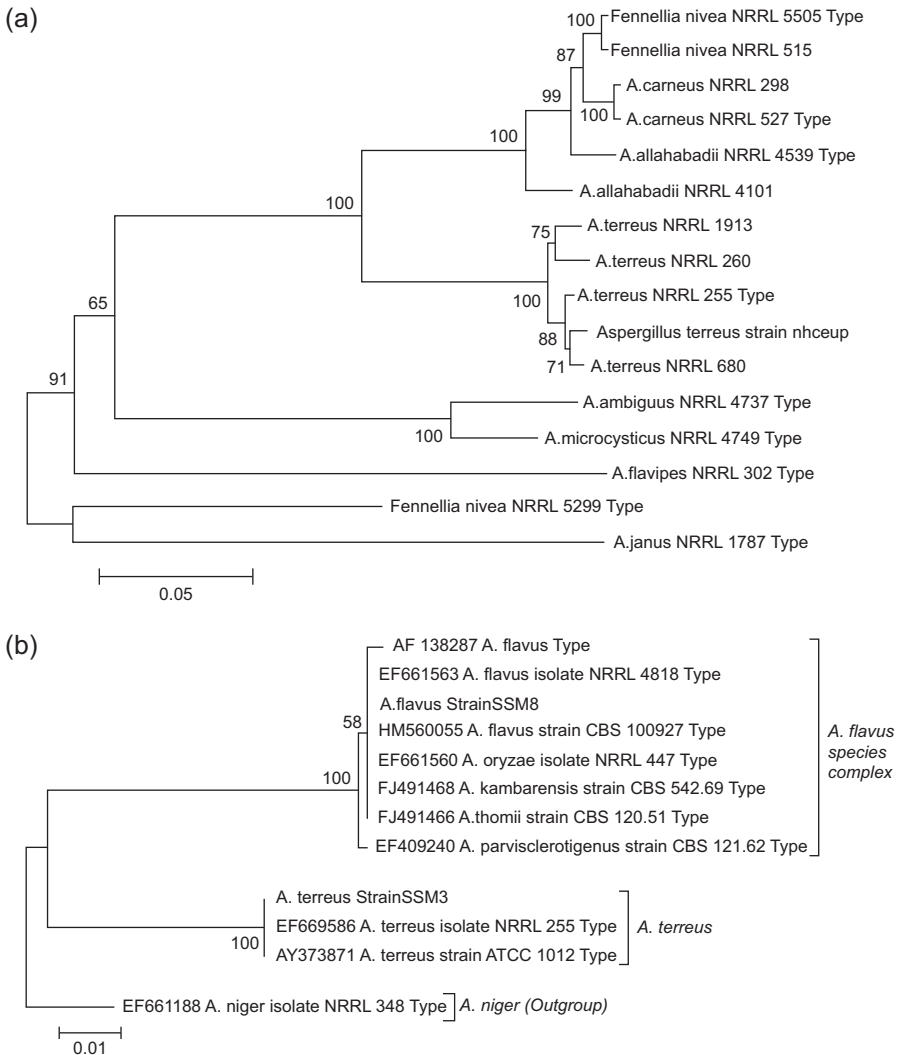 (a)
100
Fennellia nivea NRRL 5505 Type
Fennellia nivea NRRL 515
87
A.carneus NRRL 298
99
100
A.carneus NRRL 527 Type
100
A.allahabadii NRRL 4539 Type
A.allahabadii NRRL 4101
100
A.terreus NRRL 1913
75
A.terreus NRRL 260
100
A.terreus NRRL 255 Type
65
Aspergillus terreus strain nhceup
88
A.terreus NRRL 680
71
91
A.ambiguus NRRL 4737 Type
100
A.microcysticus NRRL 4749 Type
A.flavipes NRRL 302 Type
Fennellia nivea NRRL 5299 Type
A.janus NRRL 1787 Type
0.05
(b)
AF 138287 A. flavus Type
EF661563 A. flavus isolate NRRL 4818 Type
A.flavus StrainSSM8
58
HM560055 A. flavus strain CBS 100927 Type
EF661560 A. oryzae isolate NRRL 447 Type
100
FJ491468 A. kambarensis strain CBS 542.69 Type
FJ491466 A.thomii strain CBS 120.51 Type
EF409240 A. parvisclerotigenus strain CBS 121.62 Type
A. flavus
species
complex
A. terreus StrainSSM3
EF669586 A. terreus isolate NRRL 255 Type
100
AY373871 A. terreus strain ATCC 1012 Type
A. terreus
EF661188 A. niger isolate NRRL 348 Type
A. niger (Outgroup)
0.01